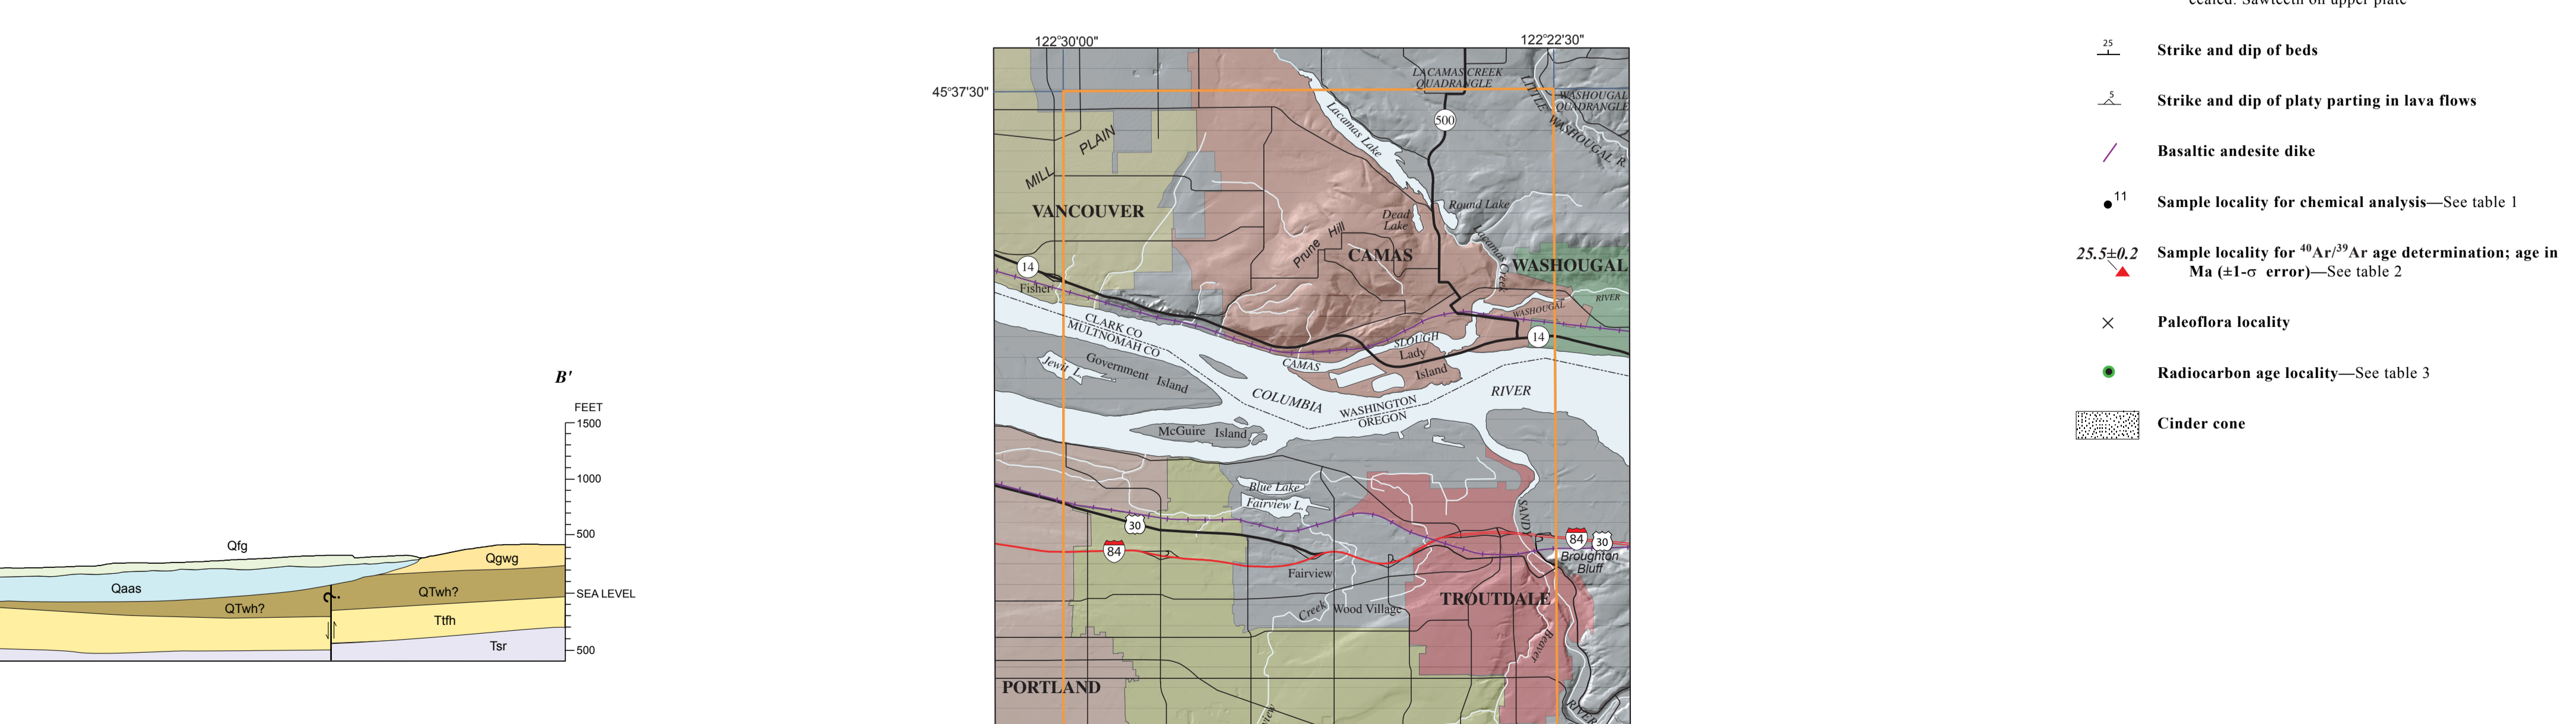 B'
FEET
1500
1000
500
SEA LEVEL
500
Qfg
Qgwg
Qaas
QTwh?
QTwh?
?
Ttfh
Tsr
122°30'00"
122°22'30"
45°37'30"
LACAMAS CREEK
QUADRANGLE
WASHOUGAL
QUADRANGLE
LITTLE
WASHOUGAL R.
500
Lacamas Lake
MILL PLAIN
VANCOUVER
Dead
Lake
Round Lake
Prune Hill
CAMAS
Lacamas Creek
WASHOUGAL
14
Fisher
WASHOUGAL
RIVER
CLARK CO
MULTNOMAH CO
SLOUGH
14
Lady
Island
CAMAS
Jewit L.
Government Island
COLUMBIA
WASHINGTON
OREGON
RIVER
McGuire Island
Blue Lake
Fairview L.
30
SANDY
84
84
30
Broughton
Bluff
Fairview
Creek
Wood Village
TROUTDALE
Beaver
PORTLAND
RIVER
ceated. Sawteeth on upper plate
25
Strike and dip of beds
5
Strike and dip of platy parting in lava flows
Basaltic andesite dike
11
Sample locality for chemical analysis—See table 1
25.5±0.2
Sample locality for 40Ar/39Ar age determination; age in
Ma (±1-σ error)—See table 2
Paleoflora locality
Radiocarbon age locality—See table 3
Cinder cone